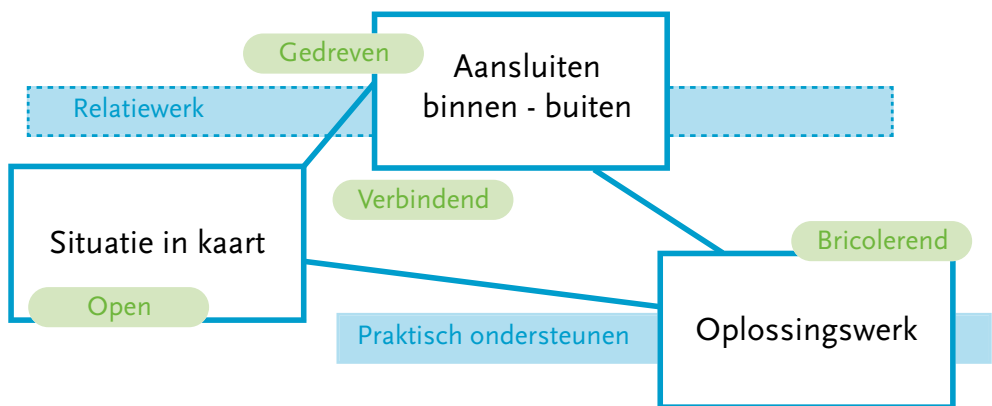 Gedreven
Aansluiten
binnen - buiten
Relatiewerk
Verbindend
Situatie in kaart
Bricolerend
Open
Praktisch ondersteunen
Oplossingswerk